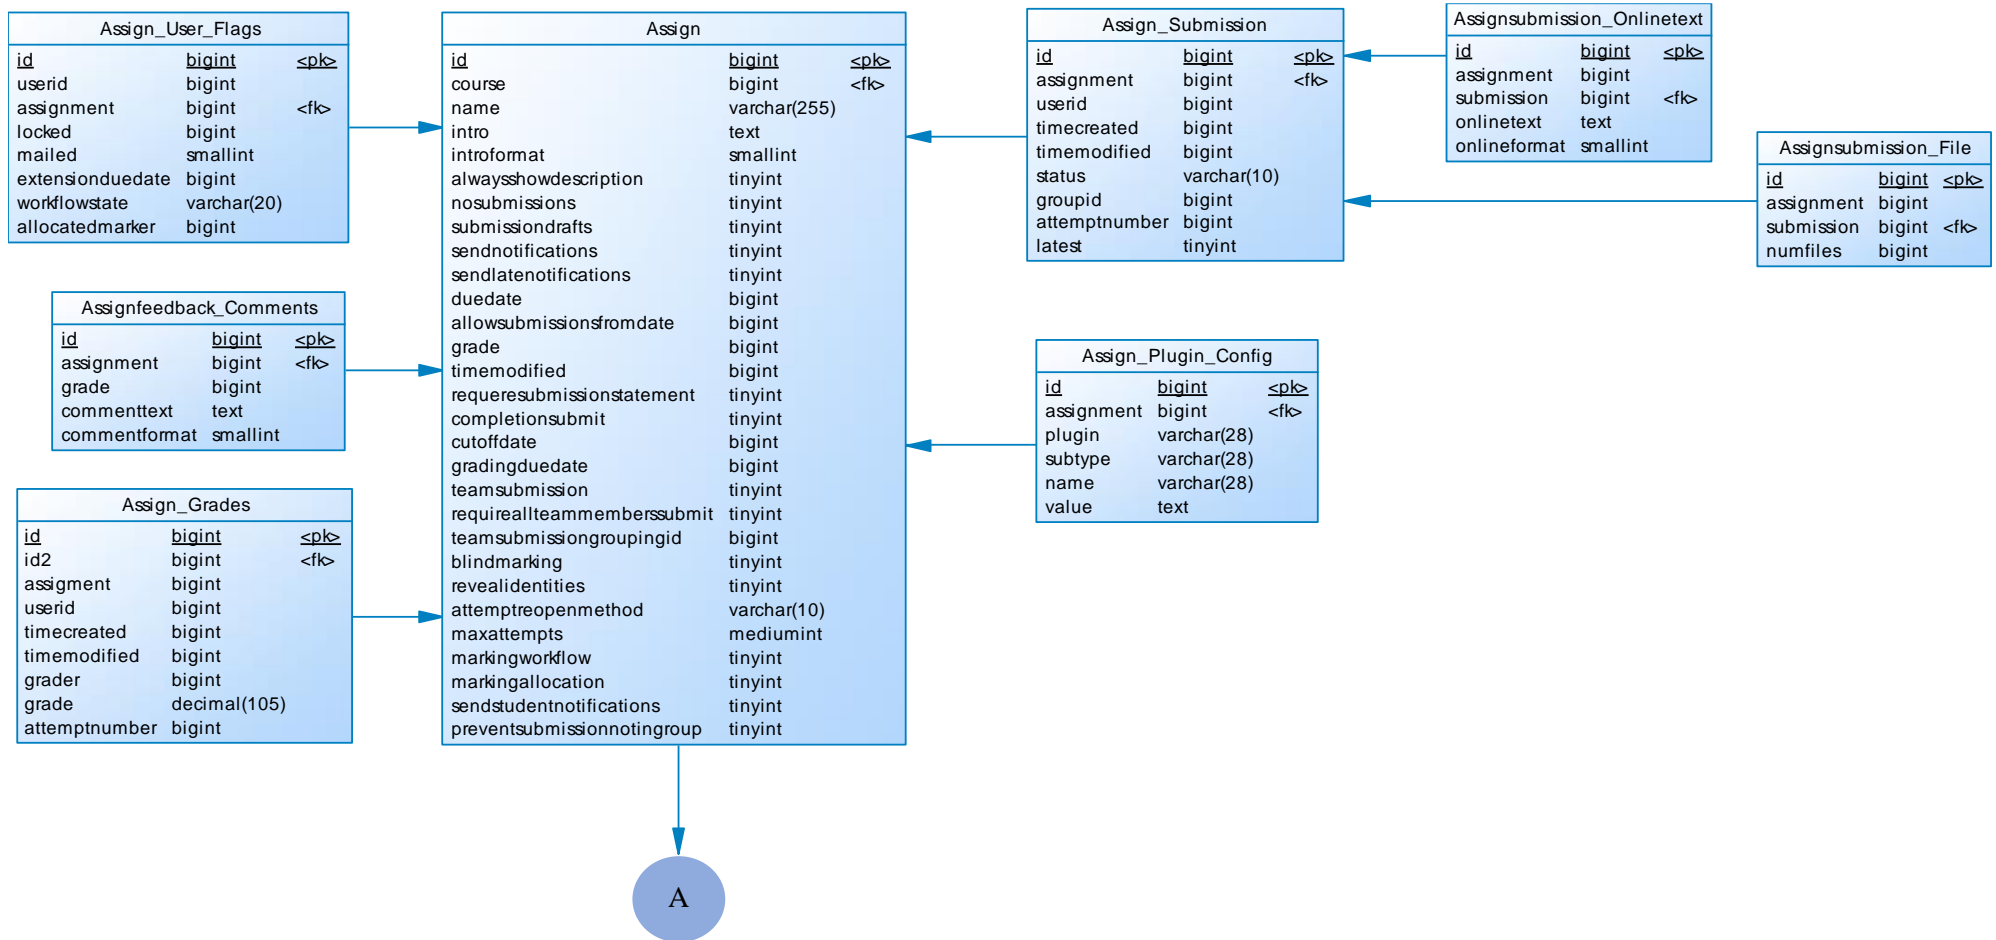 Assign_User_Flags
id bigint <pk>
userid bigint
assignment bigint <fk>
locked bigint
mailed smallint
extensionduedate bigint
workflowstate varchar(20)
allocatedmarker bigint
Assignfeedback_Comments
id bigint <pk>
assignment bigint <fk>
grade bigint
commenttext text
commentformat smallint
Assign_Grades
id bigint <pk>
id2 bigint <fk>
assigment bigint
userid bigint
timecreated bigint
timemodified bigint
grader bigint
grade decimal(105)
attemptnumber bigint
Assign
id bigint <pk>
course bigint <fk>
name varchar(255)
intro text
introformat smallint
alwaysshowdescription tinyint
nosubmissions tinyint
submissiondrafts tinyint
sendnotifications tinyint
sendlatenotifications tinyint
duedate bigint
allowsubmissionsfromdate bigint
grade bigint
timemodified bigint
requeresubmissionstatement tinyint
completionsubmit tinyint
cutoffdate bigint
gradingduedate bigint
teamsubmission tinyint
requireallteammemberssubmit tinyint
teamsubmissiongroupingid bigint
blindmarking tinyint
revealidentities tinyint
attemptreopenmethod varchar(10)
maxattempts mediumint
markingworkflow tinyint
markingallocation tinyint
sendstudentnotifications tinyint
preventsubmissionnotingroup tinyint
A
Assign_Submission
id bigint <pk>
assignment bigint <fk>
userid bigint
timecreated bigint
timemodified bigint
status varchar(10)
groupid bigint
attemptnumber bigint
latest tinyint
Assign_Plugin_Config
id bigint <pk>
assignment bigint <fk>
plugin varchar(28)
subtype varchar(28)
name varchar(28)
value text
Assignsubmission_Onlinetext
id bigint <pk>
assignment bigint
submission bigint <fk>
onlinetext text
onlineformat smallint
Assignsubmission_File
id bigint <pk>
assignment bigint
submission bigint <fk>
numfiles bigint